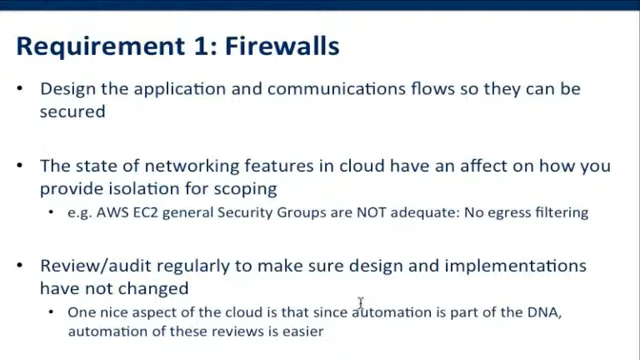 Requirement 1: Firewalls
• Design the application and communications flows so they can be
secured
• The state of networking features in cloud have an affect on how you
provide isolation for scoping
• e.g. AWS EC2 general Security Groups are NOT adequate: No egress filtering
• Review/audit regularly to make sure design and implementations
have not changed
• One nice aspect of the cloud is that since automation is part of the DNA,
automation of these reviews is easier